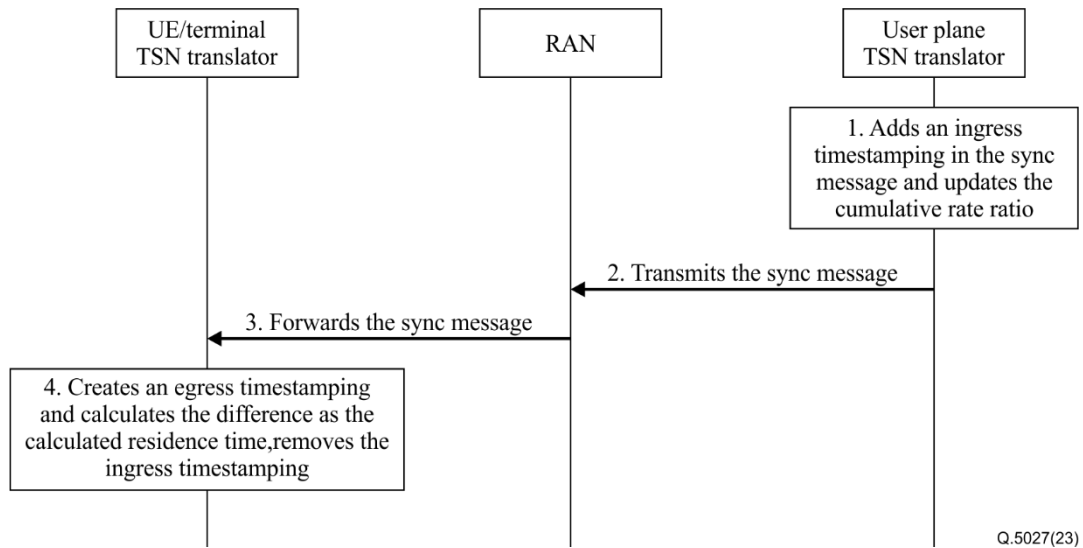 UE/terminal
TSN translator
RAN
User plane
TSN translator
1. Adds an ingress
timestamping in the sync
message and updates the
cumulative rate ratio
2. Transmits the sync message
3. Forwards the sync message
4. Creates an egress timestamping
and calculates the difference as the
calculated residence time,removes the
ingress timestamping
Q.5027(23)